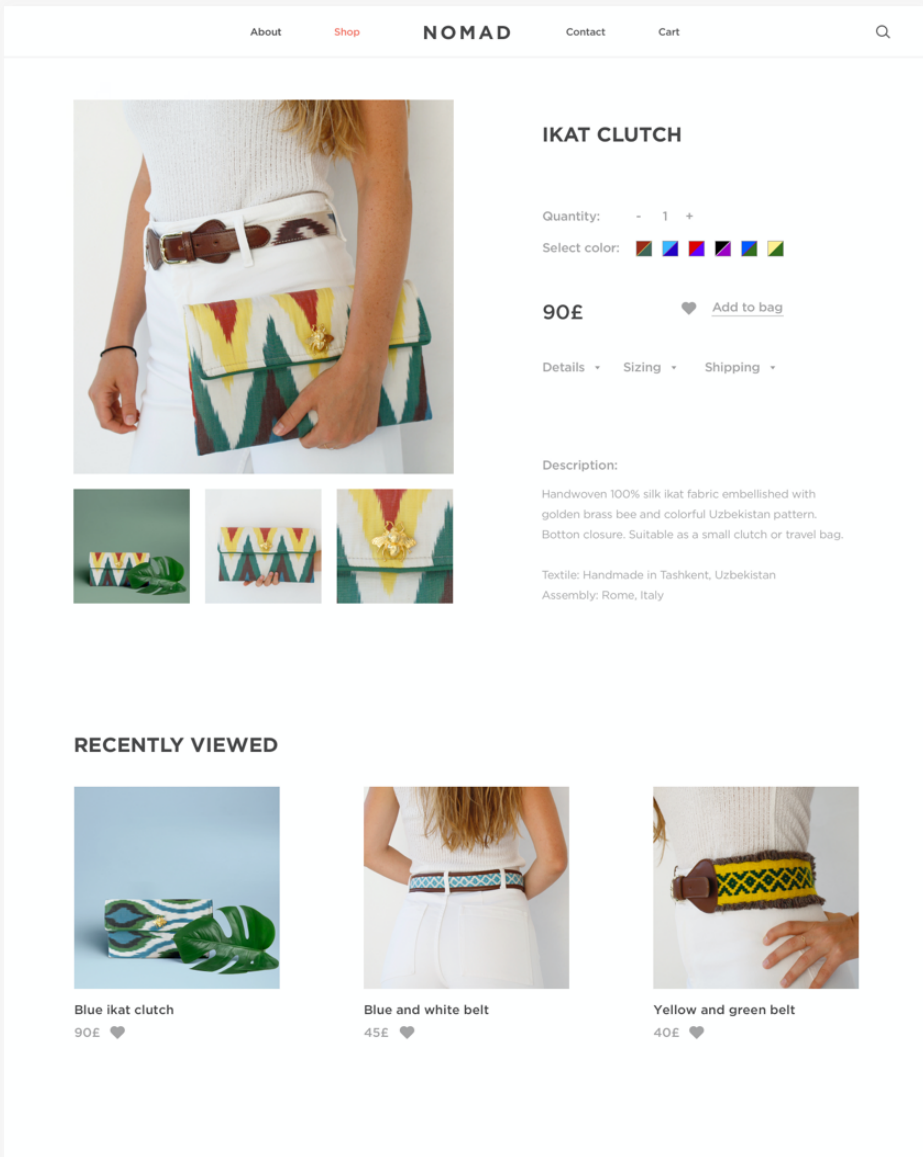 About
Shop
NOMAD
Contact
Cart
IKAT CLUTCH
Quantity: - 1 +
Select color:
90£
Add to bag
Details
Sizing
Shipping
Description:
Handwoven 100% silk ikat fabric embellished with
golden brass bee and colorful Uzbekistan pattern.
Botton closure. Suitable as a small clutch or travel bag.
Textile: Handmade in Tashkent, Uzbekistan
Assembly: Rome, Italy
RECENTLY VIEWED
Blue ikat clutch
90£
Blue and white belt
45£
Yellow and green belt
40£